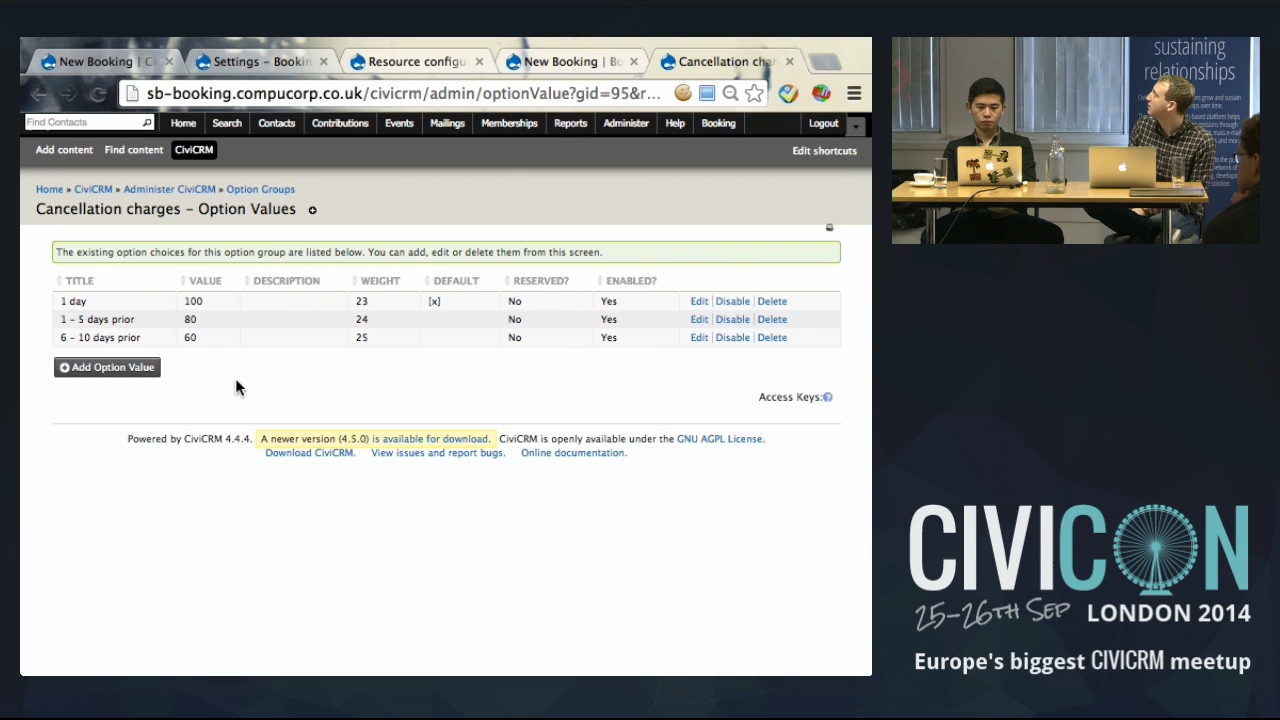 New Booking | C
Settings - Bookin
Resource configu
New Booking | Bo
Cancellation char
sb-booking.compucorp.co.uk/civicrm/admin/optionValue?gid=95&r...
Find Contacts
Home
Search
Contacts
Contributions
Events
Mailings
Memberships
Reports
Administer
Help
Booking
Logout
Add content
Find content
CiviCRM
Edit shortcuts
Home » CiviCRM » Administer CiviCRM » Option Groups
Cancellation charges - Option Values
The existing option choices for this option group are listed below. You can add, edit or delete them from this screen.
TITLE VALUE DESCRIPTION WEIGHT DEFAULT RESERVED? ENABLED?
1 day 100 23 [x] No Yes Edit | Disable | Delete
1 - 5 days prior 80 24 No Yes Edit | Disable | Delete
6 - 10 days prior 60 25 No Yes Edit | Disable | Delete
Add Option Value
Access Keys:?
Powered by CiviCRM 4.4.4. A newer version (4.5.0) is available for download. CiviCRM is openly available under the GNU AGPL License.
Download CiviCRM. View issues and report bugs. Online documentation.
sustaining
relationships
CIVICON
25-26TH SEP LONDON 2014
Europe's biggest CIVICRM meetup